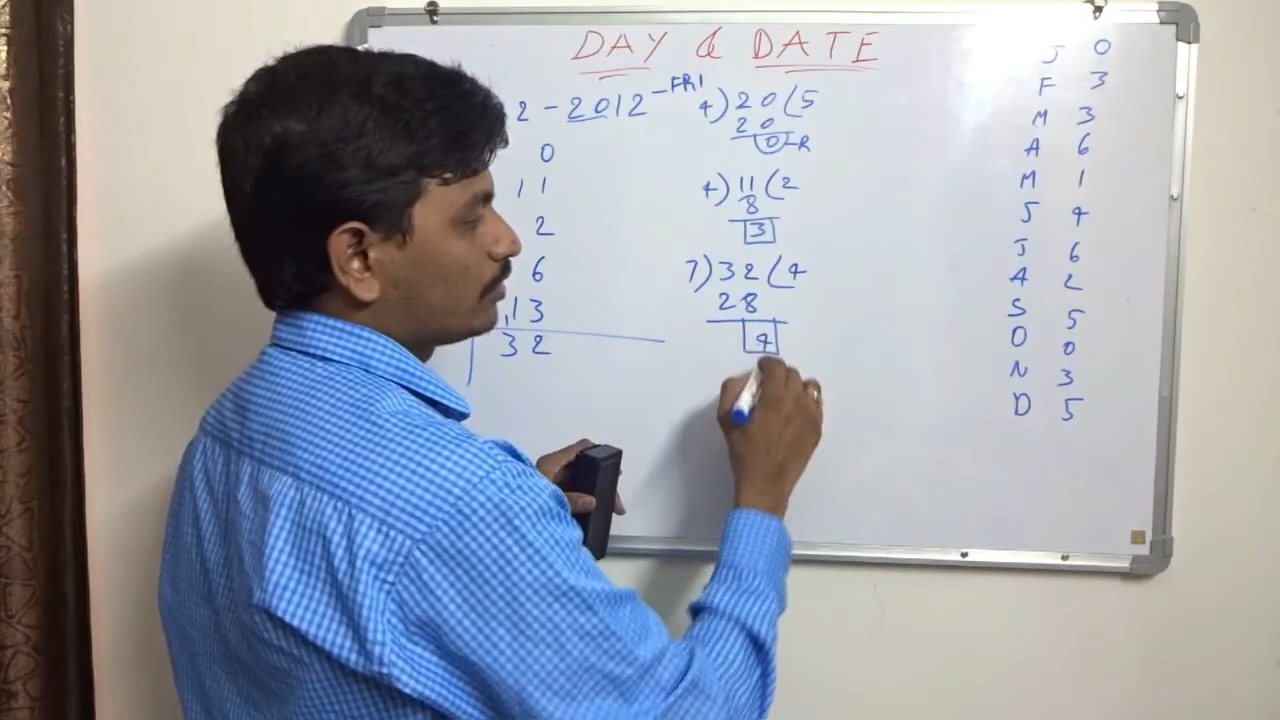 DAY & DATE
2 - 2012 - FRI
0
11
2
6
13
32
4)20(5
20
0-R
4)11(2
8
3
7)32(4
28
4
J 0
F 3
M 3
A 6
M 1
J 4
J 6
A 2
S 5
O 0
N 3
D 5